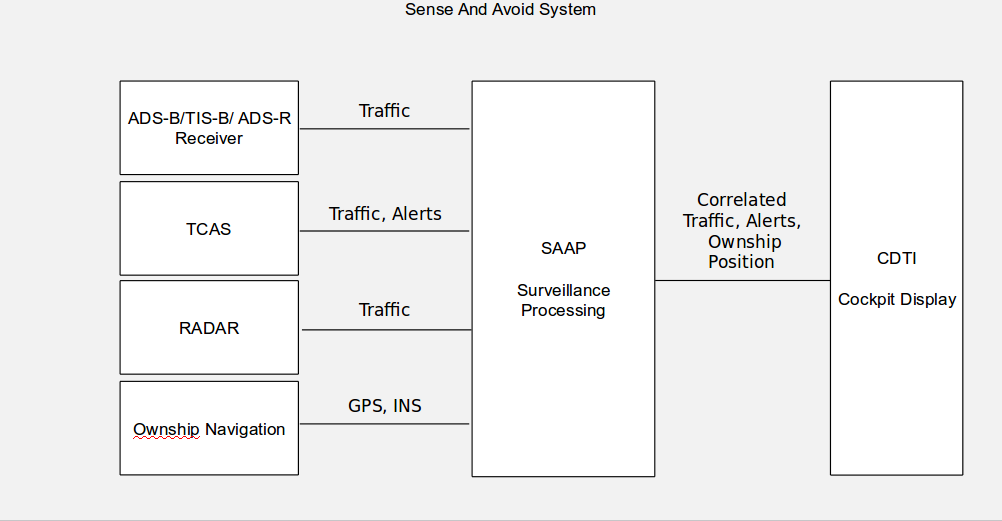 Sense And Avoid System
ADS-B/TIS-B/ ADS-R
Receiver
Traffic
TCAS
Traffic, Alerts
RADAR
Traffic
Ownship Navigation
GPS, INS
SAAP
Surveillance
Processing
Correlated
Traffic, Alerts,
Ownship
Position
CDTI
Cockpit Display